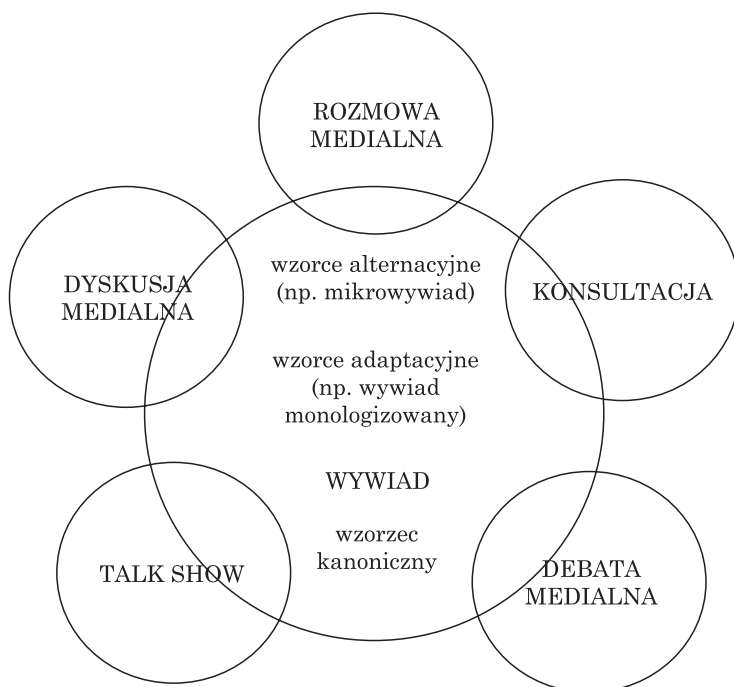 ROZMOWA
MEDIALNA
DYSKUSJA
MEDIALNA
wzorce alternacyjne
(np. mikrowywiad)
KONSULTACJA
wzorce adaptacyjne
(np. wywiad
monologizowany)
WYWIAD
wzorzec
kanoniczny
TALK SHOW
DEBATA
MEDIALNA